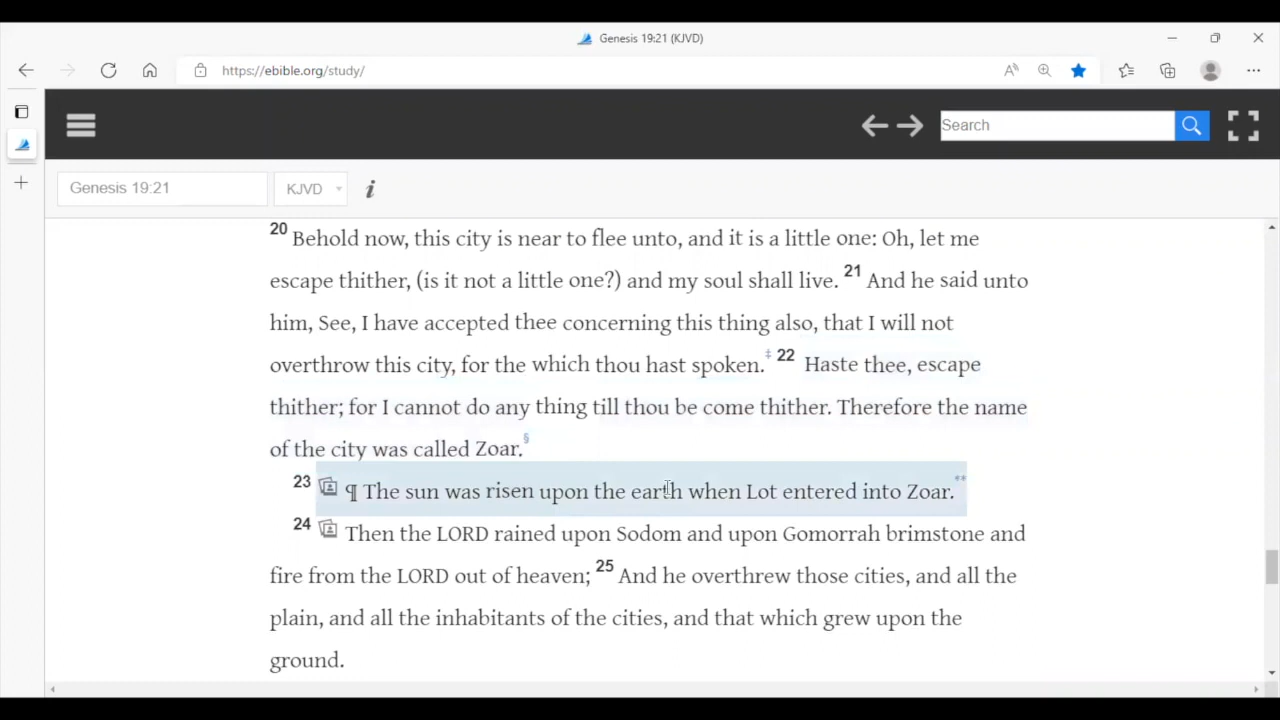 Genesis 19:21 (KJVD)
https://ebible.org/study/
Search
Genesis 19:21 KJVD i
20 Behold now, this city is near to flee unto, and it is a little one: Oh, let me
escape thither, (is it not a little one?) and my soul shall live. 21 And he said unto
him, See, I have accepted thee concerning this thing also, that I will not
overthrow this city, for the which thou hast spoken.‡ 22 Haste thee, escape
thither; for I cannot do any thing till thou be come thither. Therefore the name
of the city was called Zoar.§
23 ¶ The sun was risen upon the earth when Lot entered into Zoar.**
24 Then the LORD rained upon Sodom and upon Gomorrah brimstone and
fire from the LORD out of heaven; 25 And he overthrew those cities, and all the
plain, and all the inhabitants of the cities, and that which grew upon the
ground.